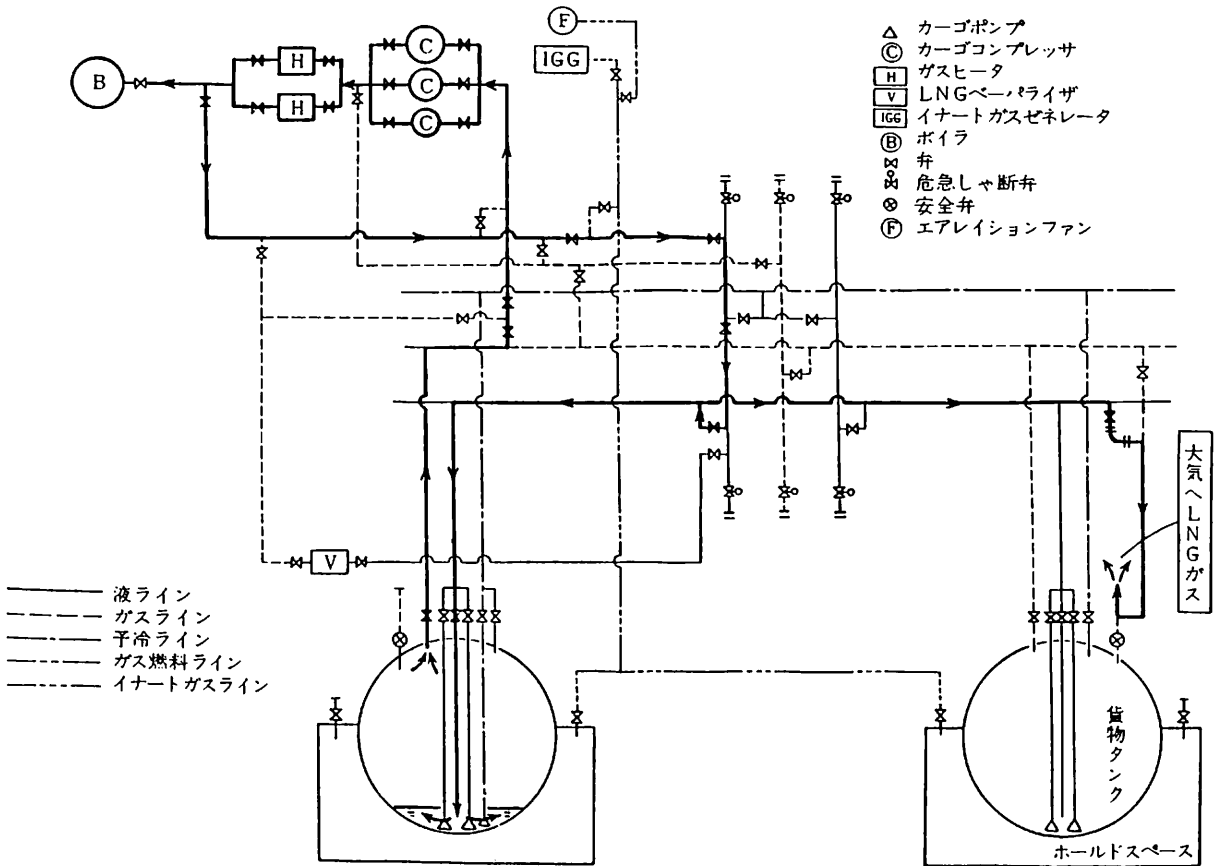 F
IGG
B
H
H
C
C
C
カーゴポンプ
C カーゴコンプレッサ
H ガスヒータ
V LNGベーパライザ
IGG イナートガスゼネレータ
B ボイラ
弁
危急しゃ断弁
安全弁
F エアレイションファン
V
大気へLNGガス
液ライン
ガスライン
予冷ライン
ガス燃料ライン
イナートガスライン
貨物タンク
ホールドスペース